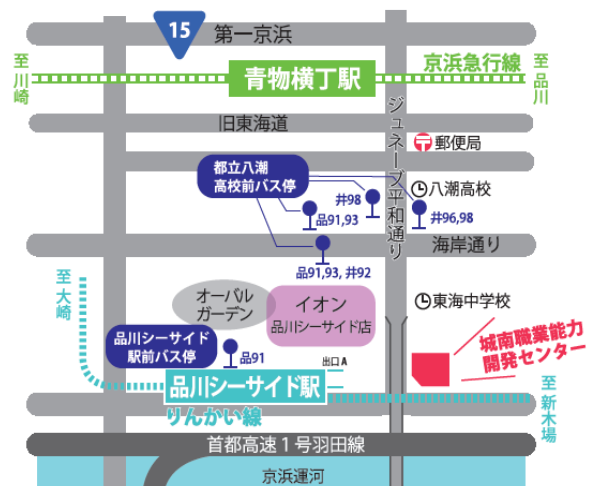 15
第一京浜
至川崎
青物横丁駅
京浜急行線
至品川
旧東海道
ジュネーブ平和通り
郵便局
都立八潮
高校前バス停
井98
品91,93
八潮高校
井96,98
海岸通り
品91,93, 井92
至大崎
オーバル
ガーデン
イオン
品川シーサイド店
東海中学校
品川シーサイド
駅前バス停
品91
出口A
城南職業能力
開発センター
品川シーサイド駅
りんかい線
至新木場
首都高速1号羽田線
京浜運河